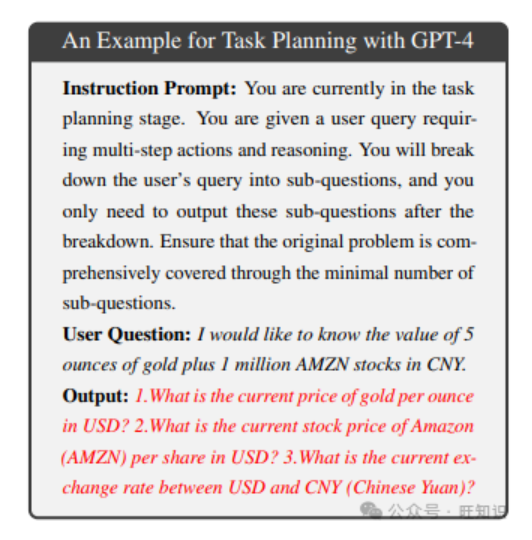 An Example for Task Planning with GPT-4
Instruction Prompt: You are currently in the task
planning stage. You are given a user query requir-
ing multi-step actions and reasoning. You will break
down the user's query into sub-questions, and you
only need to output these sub-questions after the
breakdown. Ensure that the original problem is com-
prehensively covered through the minimal number of
sub-questions.
User Question: I would like to know the value of 5
ounces of gold plus 1 million AMZN stocks in CNY.
Output: 1.What is the current price of gold per ounce
in USD? 2.What is the current stock price of Amazon
(AMZN) per share in USD? 3.What is the current ex-
change rate between USD and CNY (Chinese Yuan)?
公众号 · 旺知识